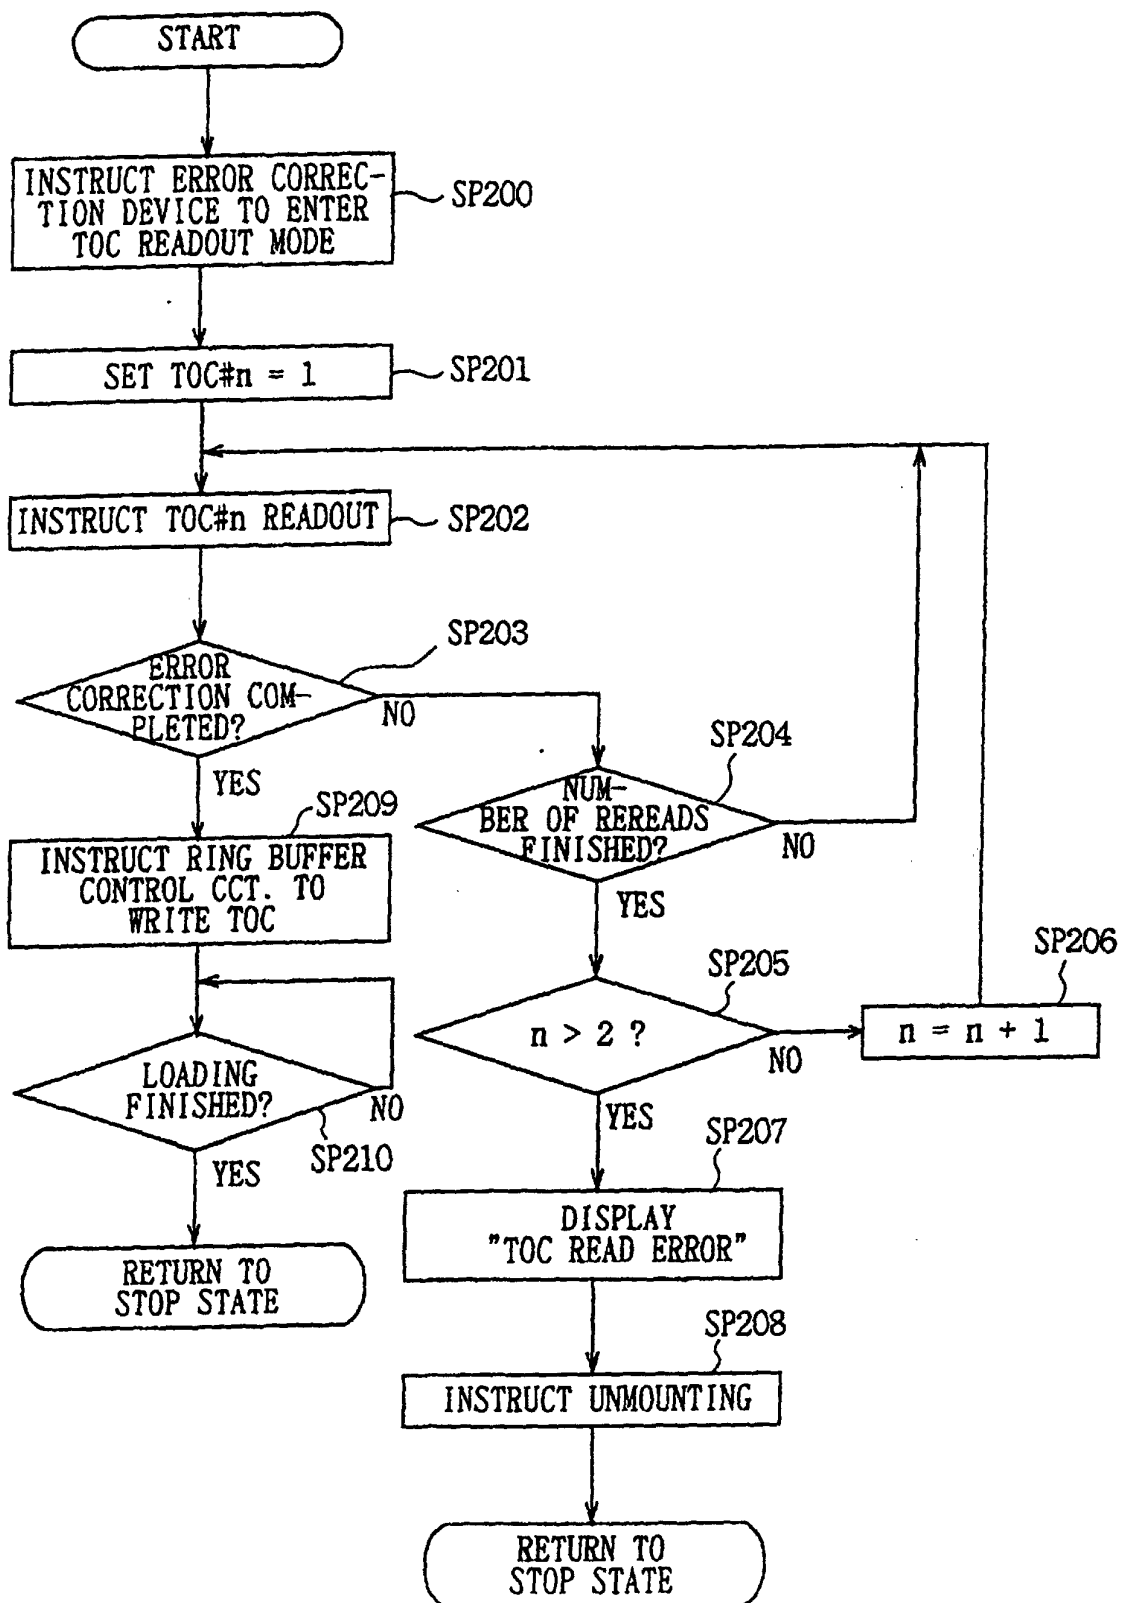 START
INSTRUCT ERROR CORREC-
TION DEVICE TO ENTER
TOC READOUT MODE
SP200
SET TOC#n = 1
SP201
INSTRUCT TOC#n READOUT
SP202
ERROR
CORRECTION COM-
PLETED?
SP203
NO
YES
SP204
NUM-
BER OF REREADS
FINISHED?
NO
YES
SP209
INSTRUCT RING BUFFER
CONTROL CCT. TO
WRITE TOC
SP205
n > 2 ?
NO
YES
SP206
n = n + 1
LOADING
FINISHED?
NO
SP210
YES
RETURN TO
STOP STATE
SP207
DISPLAY
"TOC READ ERROR"
SP208
INSTRUCT UNMOUNTING
RETURN TO
STOP STATE